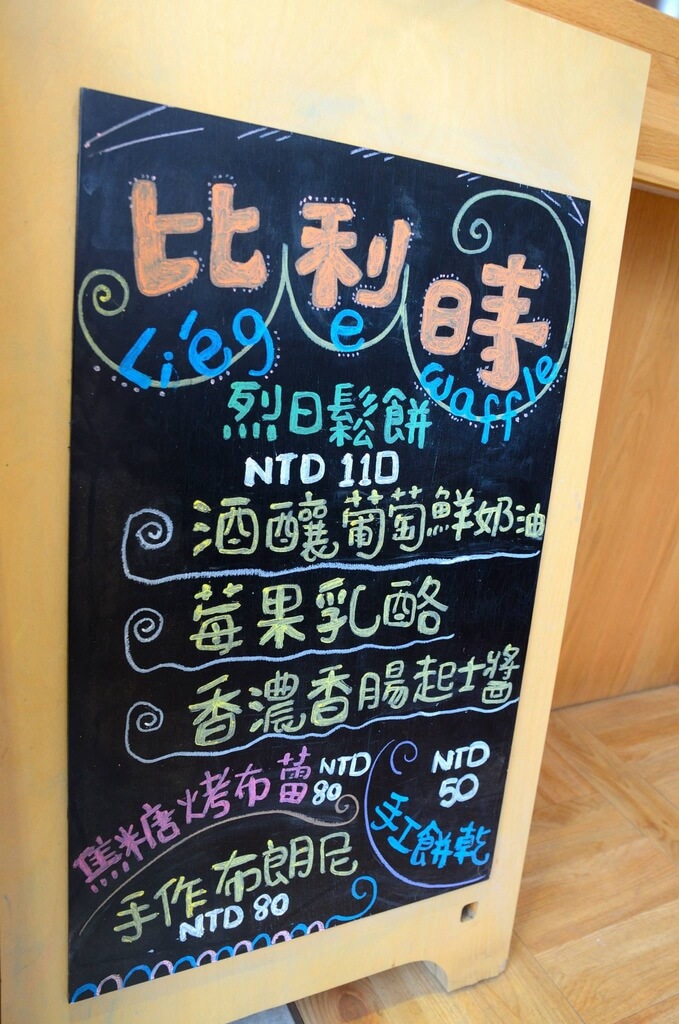 比利時
Liége waffle
烈日鬆餅
NTD 110
酒釀葡萄鮮奶油
莓果乳酪
香濃香腸起士醬
焦糖烤布蕾 NTD 80
NTD 50
手工餅乾
手作布朗尼
NTD 80